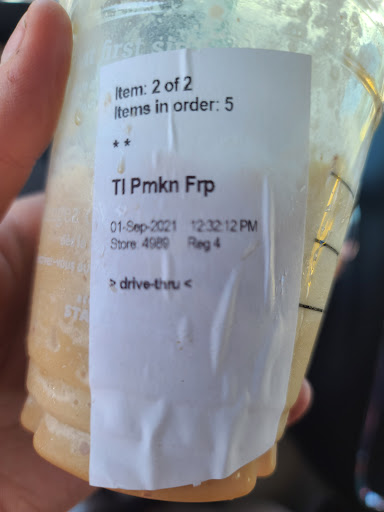 Item: 2 of 2
Items in order: 5
**
Tl Pmkn Frp
01-Sep-2021 12:32:12 PM
Store: 4989 Reg 4
> drive-thru <